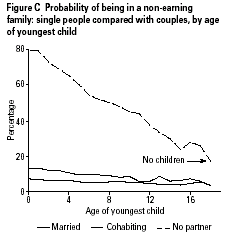 Figure C Probability of being in a non-earning
family: single people compared with couples, by age
of youngest child
80
60
40
20
0
Percentage
No children
0 4 8 12 16
Age of youngest child
Married Cohabiting No partner